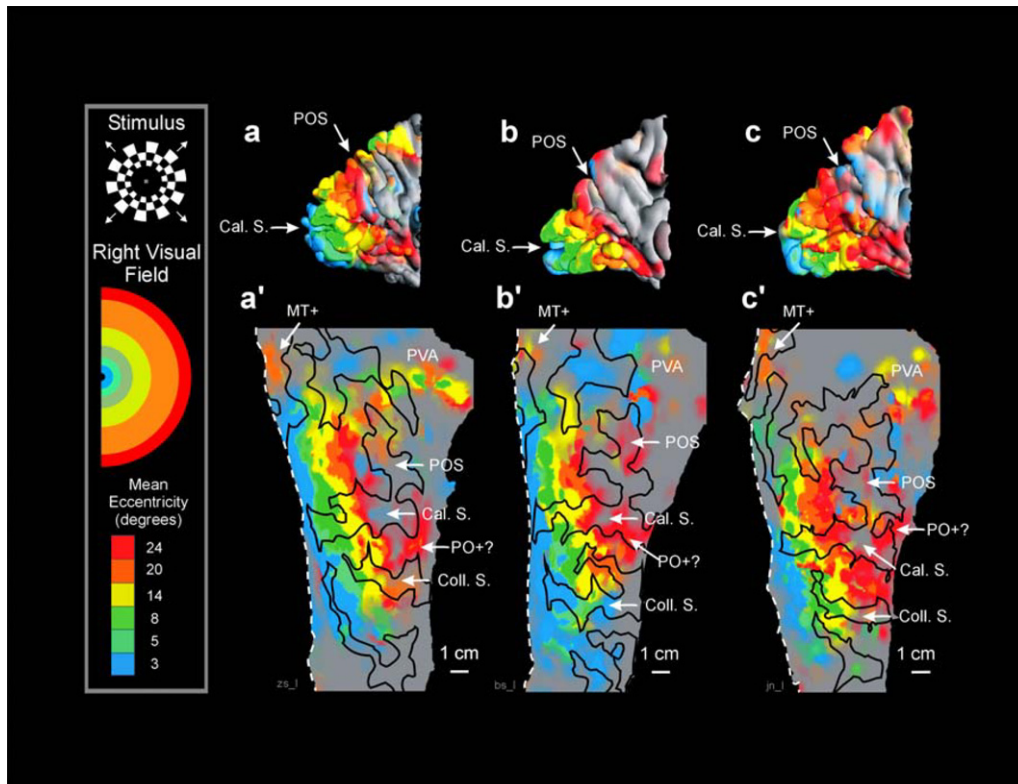 Stimulus
Right Visual
Field
Mean
Eccentricity
(degrees)
24
20
14
8
5
3
a
POS
Cal. S.
b
POS
Cal. S.
c
POS
Cal. S.
a'
MT+
PVA
POS
Cal. S.
PO+?
Coll. S.
1 cm
zs_l
b'
MT+
PVA
POS
Cal. S.
PO+?
Coll. S.
1 cm
bs_l
c'
MT+
PVA
POS
PO+?
Cal. S.
Coll. S.
1 cm
jn_l